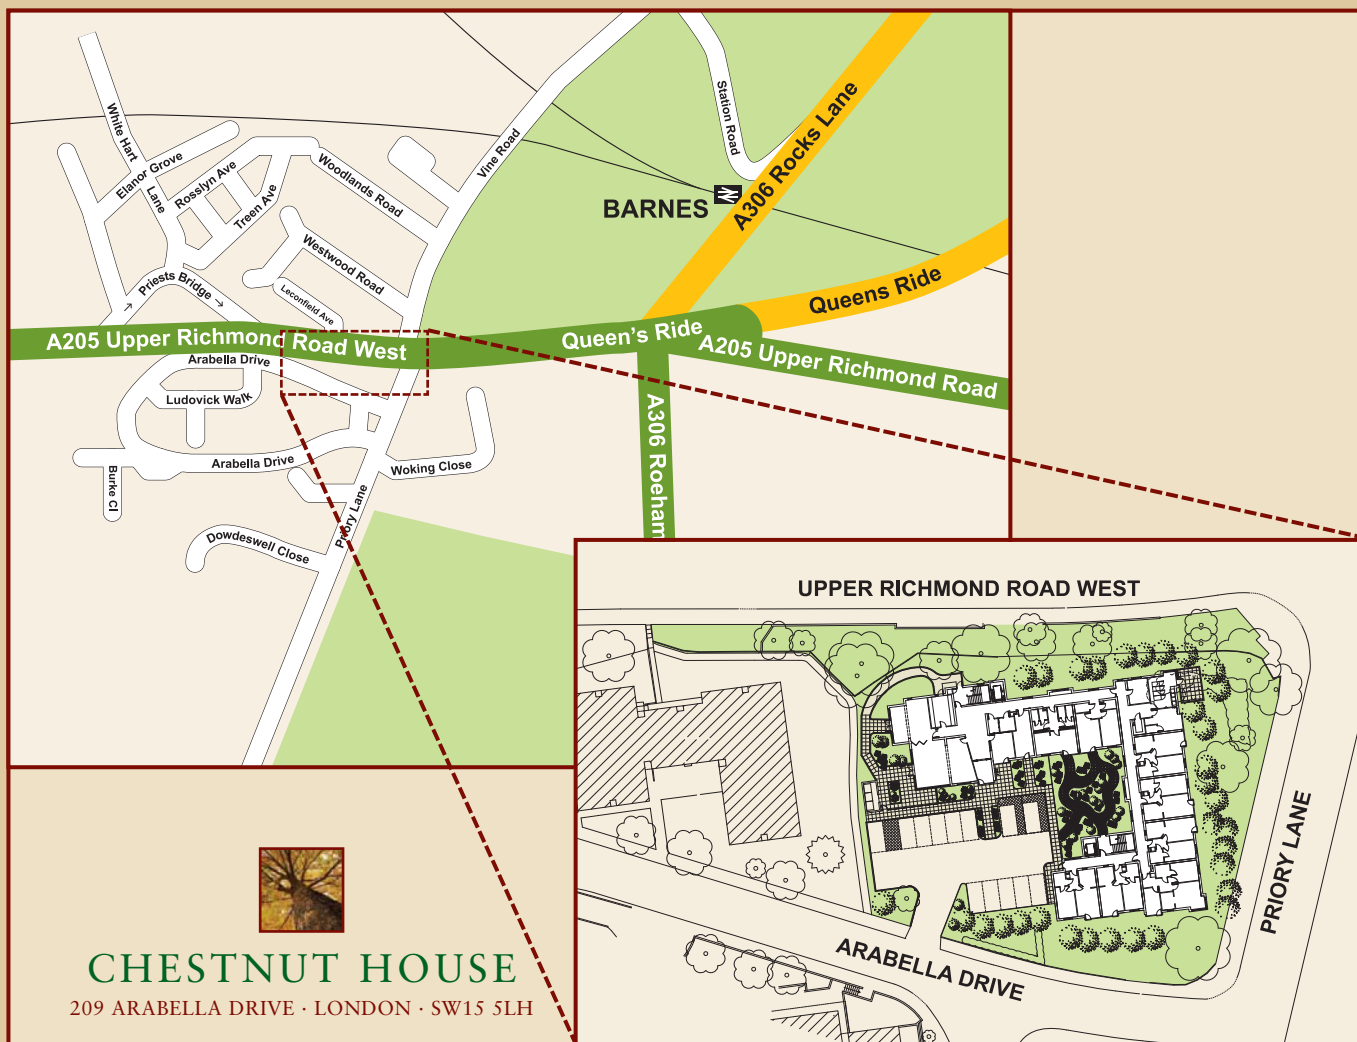 White Hart
Lane
Elanor Grove
Rosslyn Ave
Treen Ave
Woodlands Road
Vine Road
Station Road
A306 Rocks Lane
BARNES
Westwood Road
Leconfield Ave
Priests Bridge
Queens Ride
A205 Upper Richmond Road West
Queen's Ride
A205 Upper Richmond Road
Arabella Drive
Ludovick Walk
A306 Roeham
Arabella Drive
Burke Cl
Woking Close
Priory Lane
Dowdeswell Close
UPPER RICHMOND ROAD WEST
PRIORY LANE
ARABELLA DRIVE
CHESTNUT HOUSE
209 ARABELLA DRIVE · LONDON · SW15 5LH